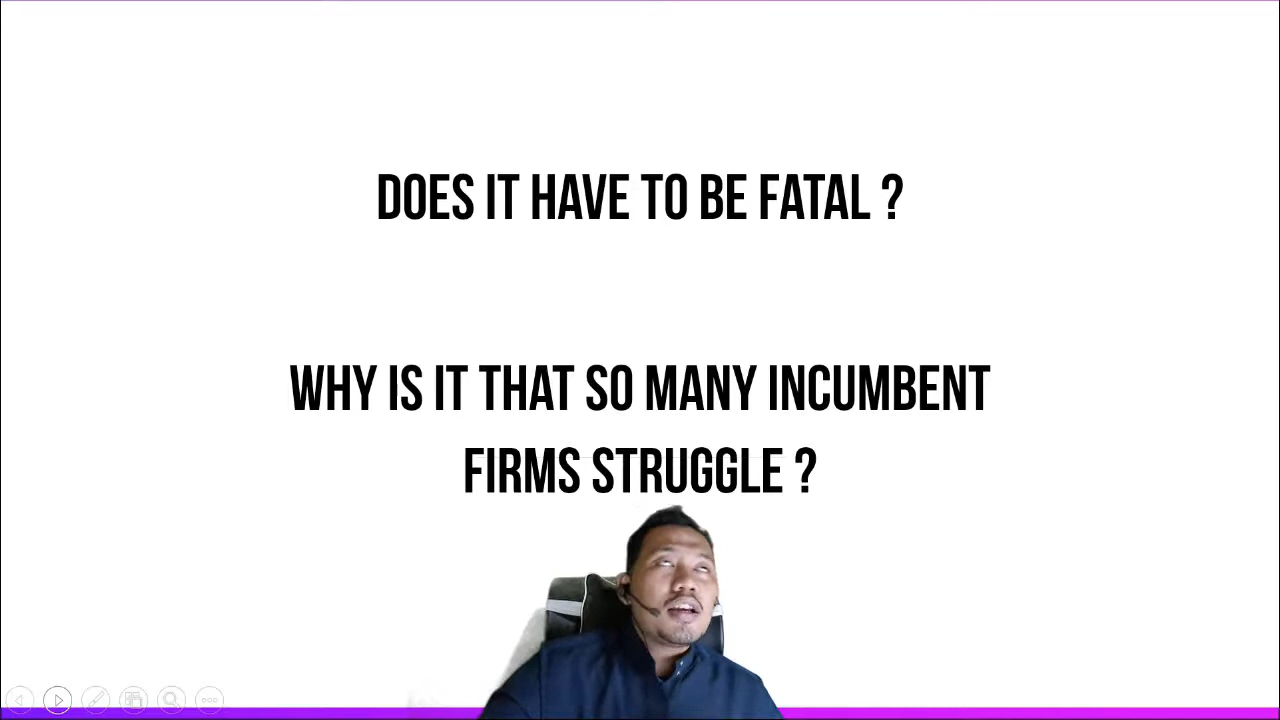 DOES IT HAVE TO BE FATAL ?
WHY IS IT THAT SO MANY INCUMBENT
FIRMS STRUGGLE ?